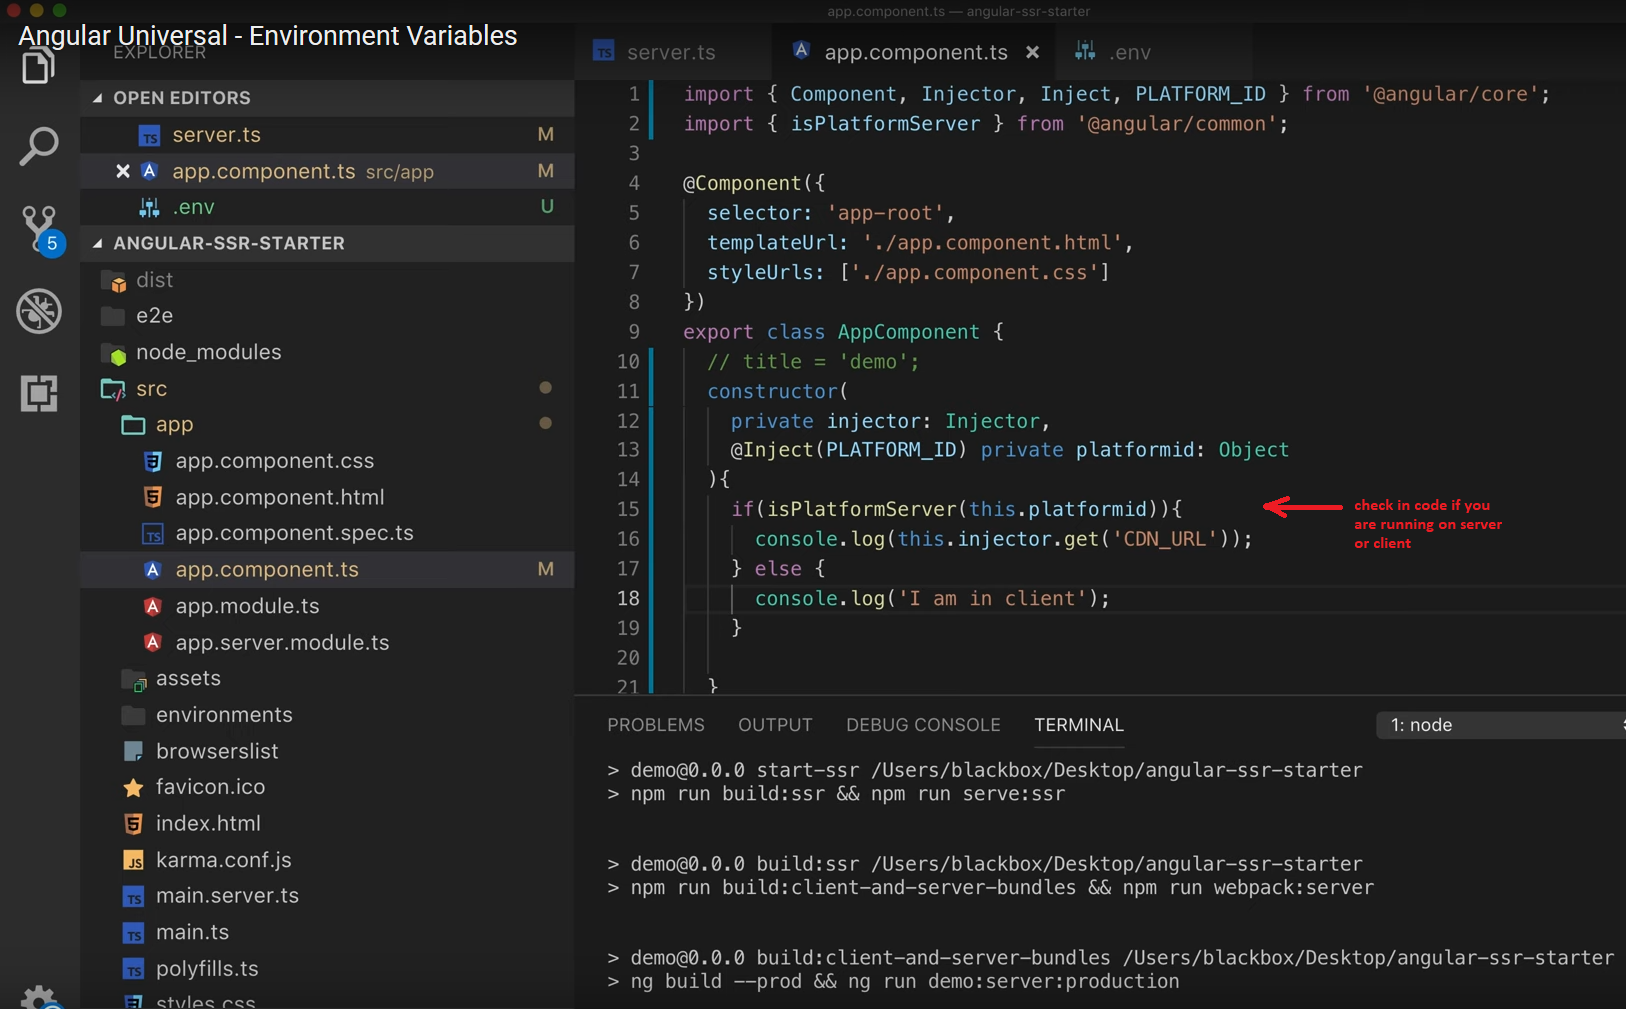 app.component.ts — angular-ssr-starter
Angular Universal - Environment Variables
EXPLORER
OPEN EDITORS
TS server.ts M
× app.component.ts src/app M
.env U
5
ANGULAR-SSR-STARTER
dist
e2e
node_modules
src
app
app.component.css
app.component.html
TS app.component.spec.ts
app.component.ts M
app.module.ts
app.server.module.ts
assets
environments
browserslist
favicon.ico
index.html
JS karma.conf.js
TS main.server.ts
TS main.ts
TS polyfills.ts
styles.css
TS server.ts
app.component.ts ×
.env
1 import { Component, Injector, Inject, PLATFORM_ID } from '@angular/core';
2 import { isPlatformServer } from '@angular/common';
3
4 @Component({
5 selector: 'app-root',
6 templateUrl: './app.component.html',
7 styleUrls: ['./app.component.css']
8 })
9 export class AppComponent {
10 // title = 'demo';
11 constructor(
12 private injector: Injector,
13 @Inject(PLATFORM_ID) private platformid: Object
14 ){
15 if(isPlatformServer(this.platformid)){
16 console.log(this.injector.get('CDN_URL'));
17 } else {
18 console.log('I am in client');
19 }
20
21 }
check in code if you
are running on server
or client
PROBLEMS OUTPUT DEBUG CONSOLE TERMINAL 1: node
> demo@0.0.0 start-ssr /Users/blackbox/Desktop/angular-ssr-starter
> npm run build:ssr && npm run serve:ssr
> demo@0.0.0 build:ssr /Users/blackbox/Desktop/angular-ssr-starter
> npm run build:client-and-server-bundles && npm run webpack:server
> demo@0.0.0 build:client-and-server-bundles /Users/blackbox/Desktop/angular-ssr-starter
> ng build --prod && ng run demo:server:production